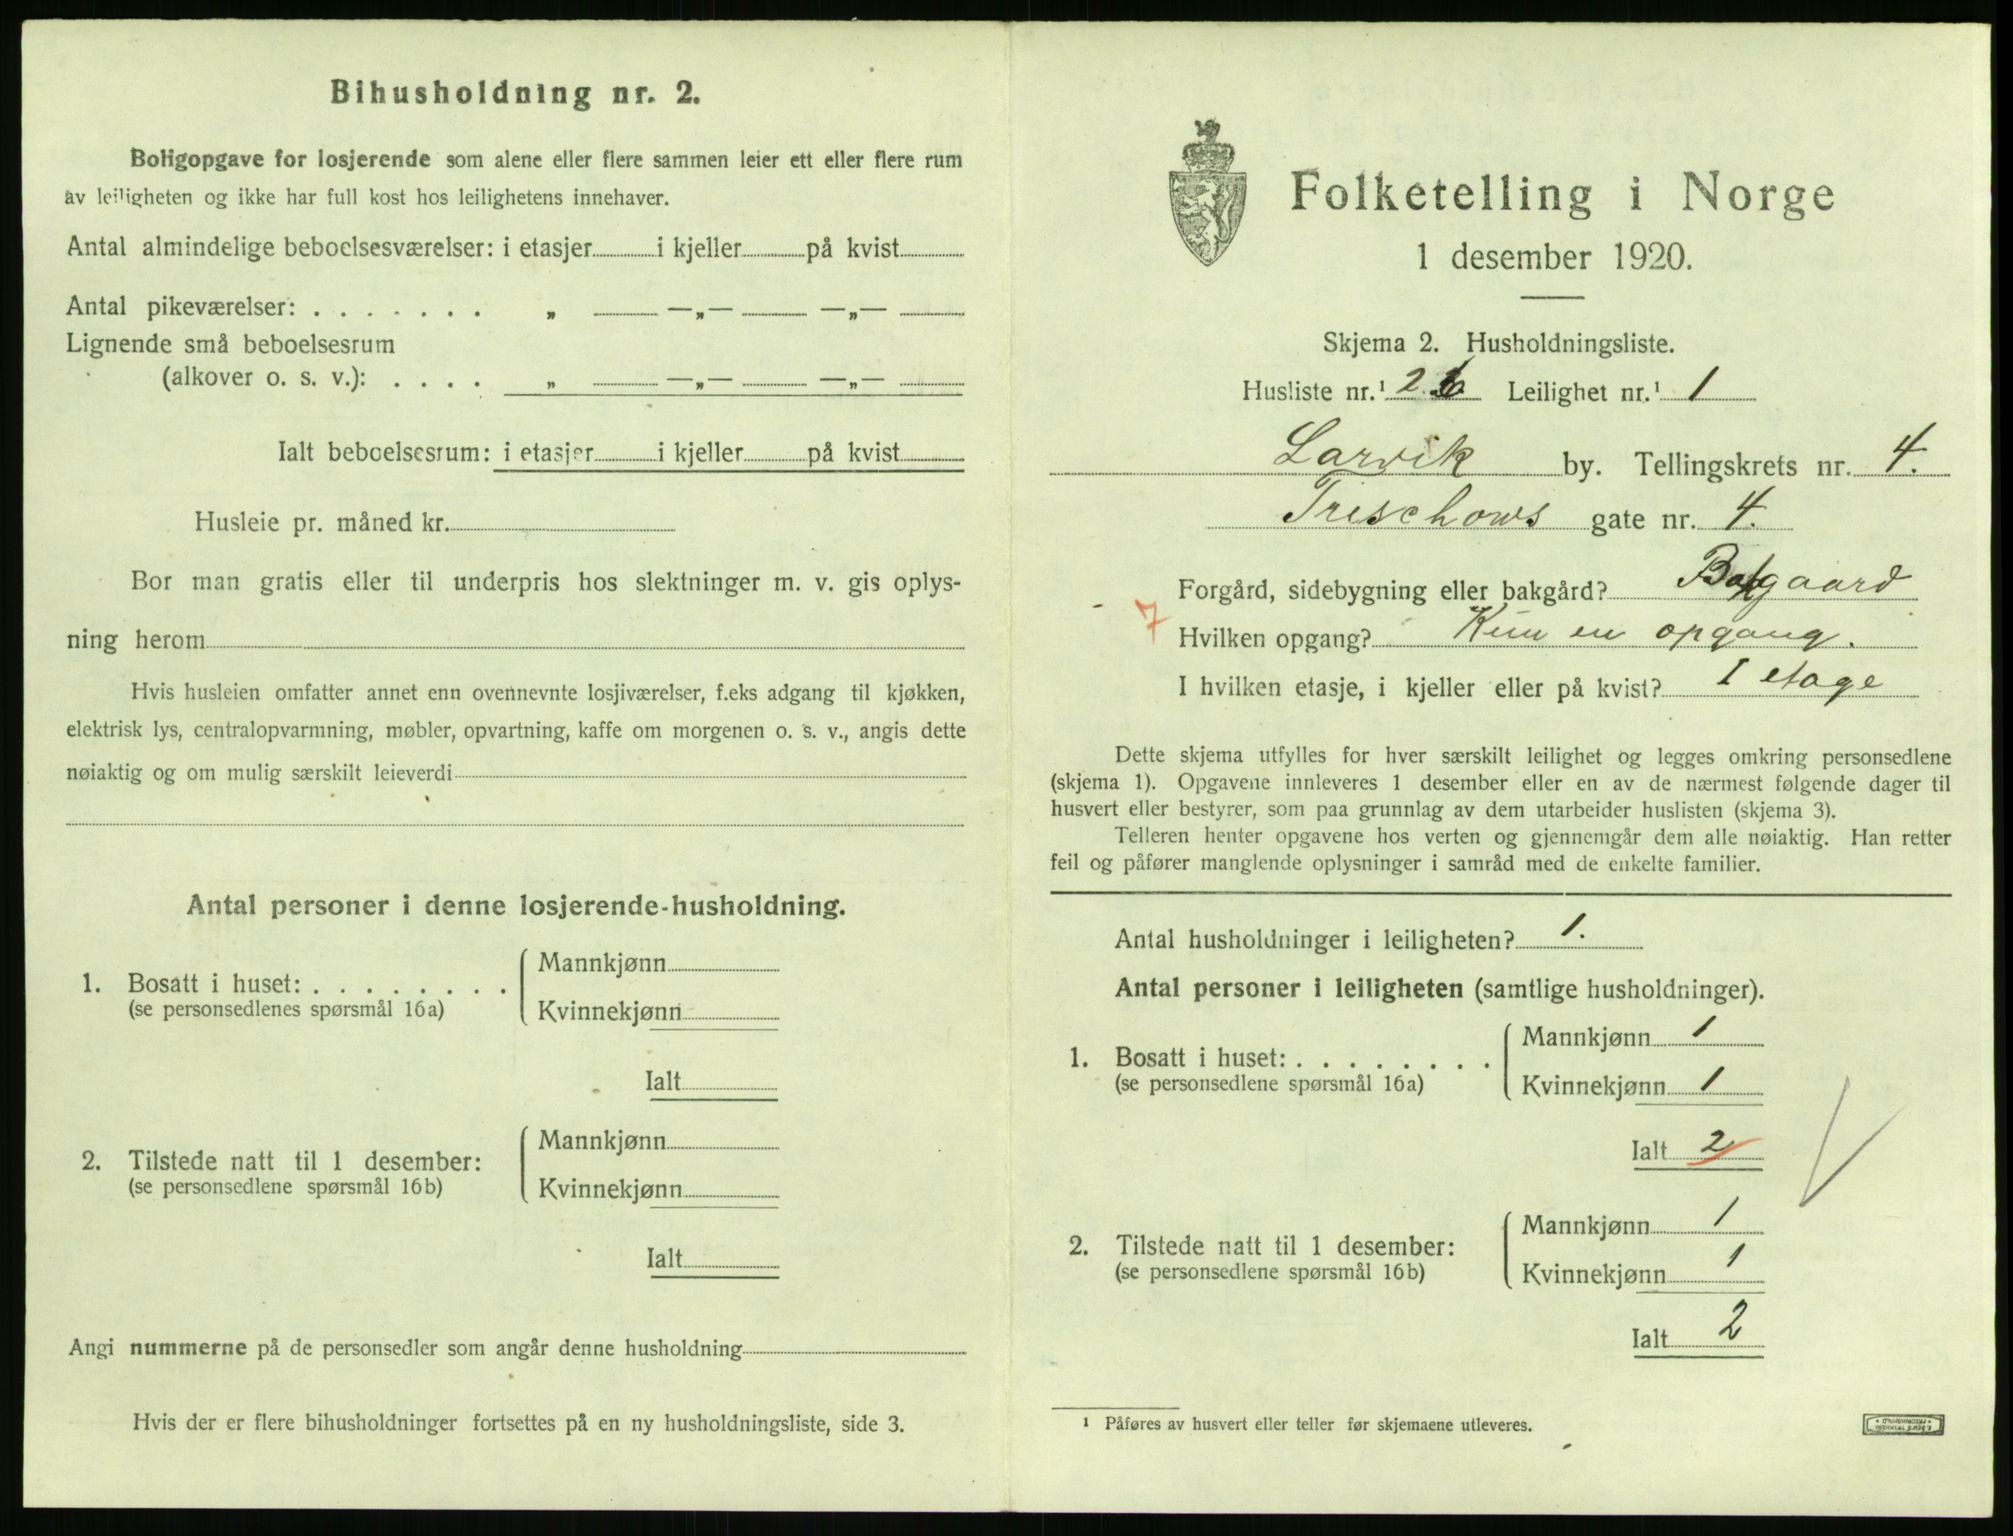 Bihusholdning nr. 2.
Boligopgave for losjerende som alene eller flere sammen leier ett eller flere rum
av leiligheten og ikke har full kost hos leilighetens innehaver.
Antal almindelige beboelsesværelser: i etasjer i kjeller på kvist
Antal pikeværelser: . . . . . . . „ —„— —„—
Lignende små beboelsesrum
(alkover o. s. v.): . . . . „ —„— —„—
Ialt beboelsesrum: i etasjer i kjeller på kvist
Husleie pr. måned kr.
Bor man gratis eller til underpris hos slektninger m. v. gis oplys-
ning herom
Hvis husleien omfatter annet enn ovennevnte losjiværelser, f.eks adgang til kjøkken,
elektrisk lys, centralopvarmning, møbler, opvartning, kaffe om morgenen o. s. v., angis dette
nøiaktig og om mulig særskilt leieverdi
Antal personer i denne losjerende-husholdning.
1. Bosatt i huset: . . . . . . . .
(se personsedlenes spørsmål 16a)
Mannkjønn
Kvinnekjønn
Ialt
2. Tilstede natt til 1 desember:
(se personsedlene spørsmål 16b)
Mannkjønn
Kvinnekjønn
Ialt
Angi nummerne på de personsedler som angår denne husholdning
Hvis der er flere bihusholdninger fortsettes på en ny husholdningsliste, side 3.
Folketelling i Norge
1 desember 1920.
Skjema 2. Husholdningsliste.
Husliste nr.¹ 26 Leilighet nr.¹ 1
Larvik by. Tellingskrets nr. 4.
Treschows gate nr. 4.
Forgård, sidebygning eller bakgård? Bakgaard
7
Hvilken opgang? Kun en opgang.
I hvilken etasje, i kjeller eller på kvist? I etage
Dette skjema utfylles for hver særskilt leilighet og legges omkring personsedlene
(skjema 1). Opgavene innleveres 1 desember eller en av de nærmest følgende dager til
husvert eller bestyrer, som paa grunnlag av dem utarbeider huslisten (skjema 3).
Telleren henter opgavene hos verten og gjennemgår dem alle nøiaktig. Han retter
feil og påfører manglende oplysninger i samråd med de enkelte familier.
Antal husholdninger i leiligheten? 1.
Antal personer i leiligheten (samtlige husholdninger).
1. Bosatt i huset: . . . . . . . .
(se personsedlene spørsmål 16a)
Mannkjønn 1
Kvinnekjønn 1
Ialt 2
2. Tilstede natt til 1 desember:
(se personsedlene spørsmål 16b)
Mannkjønn 1
Kvinnekjønn 1
Ialt 2
¹ Påføres av husvert eller teller før skjemaene utleveres.